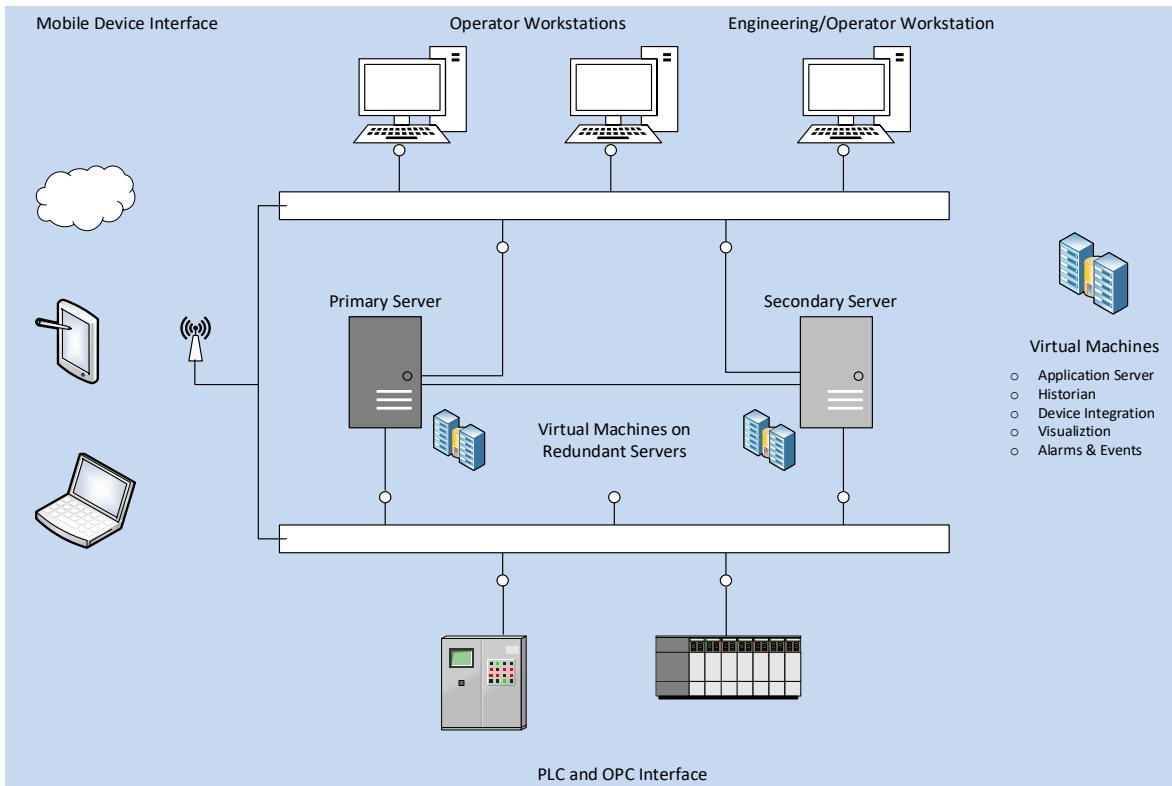 Mobile Device Interface
Operator Workstations
Engineering/Operator Workstation
Primary Server
Secondary Server
Virtual Machines on
Redundant Servers
Virtual Machines
o Application Server
o Historian
o Device Integration
o Visualiztion
o Alarms & Events
PLC and OPC Interface